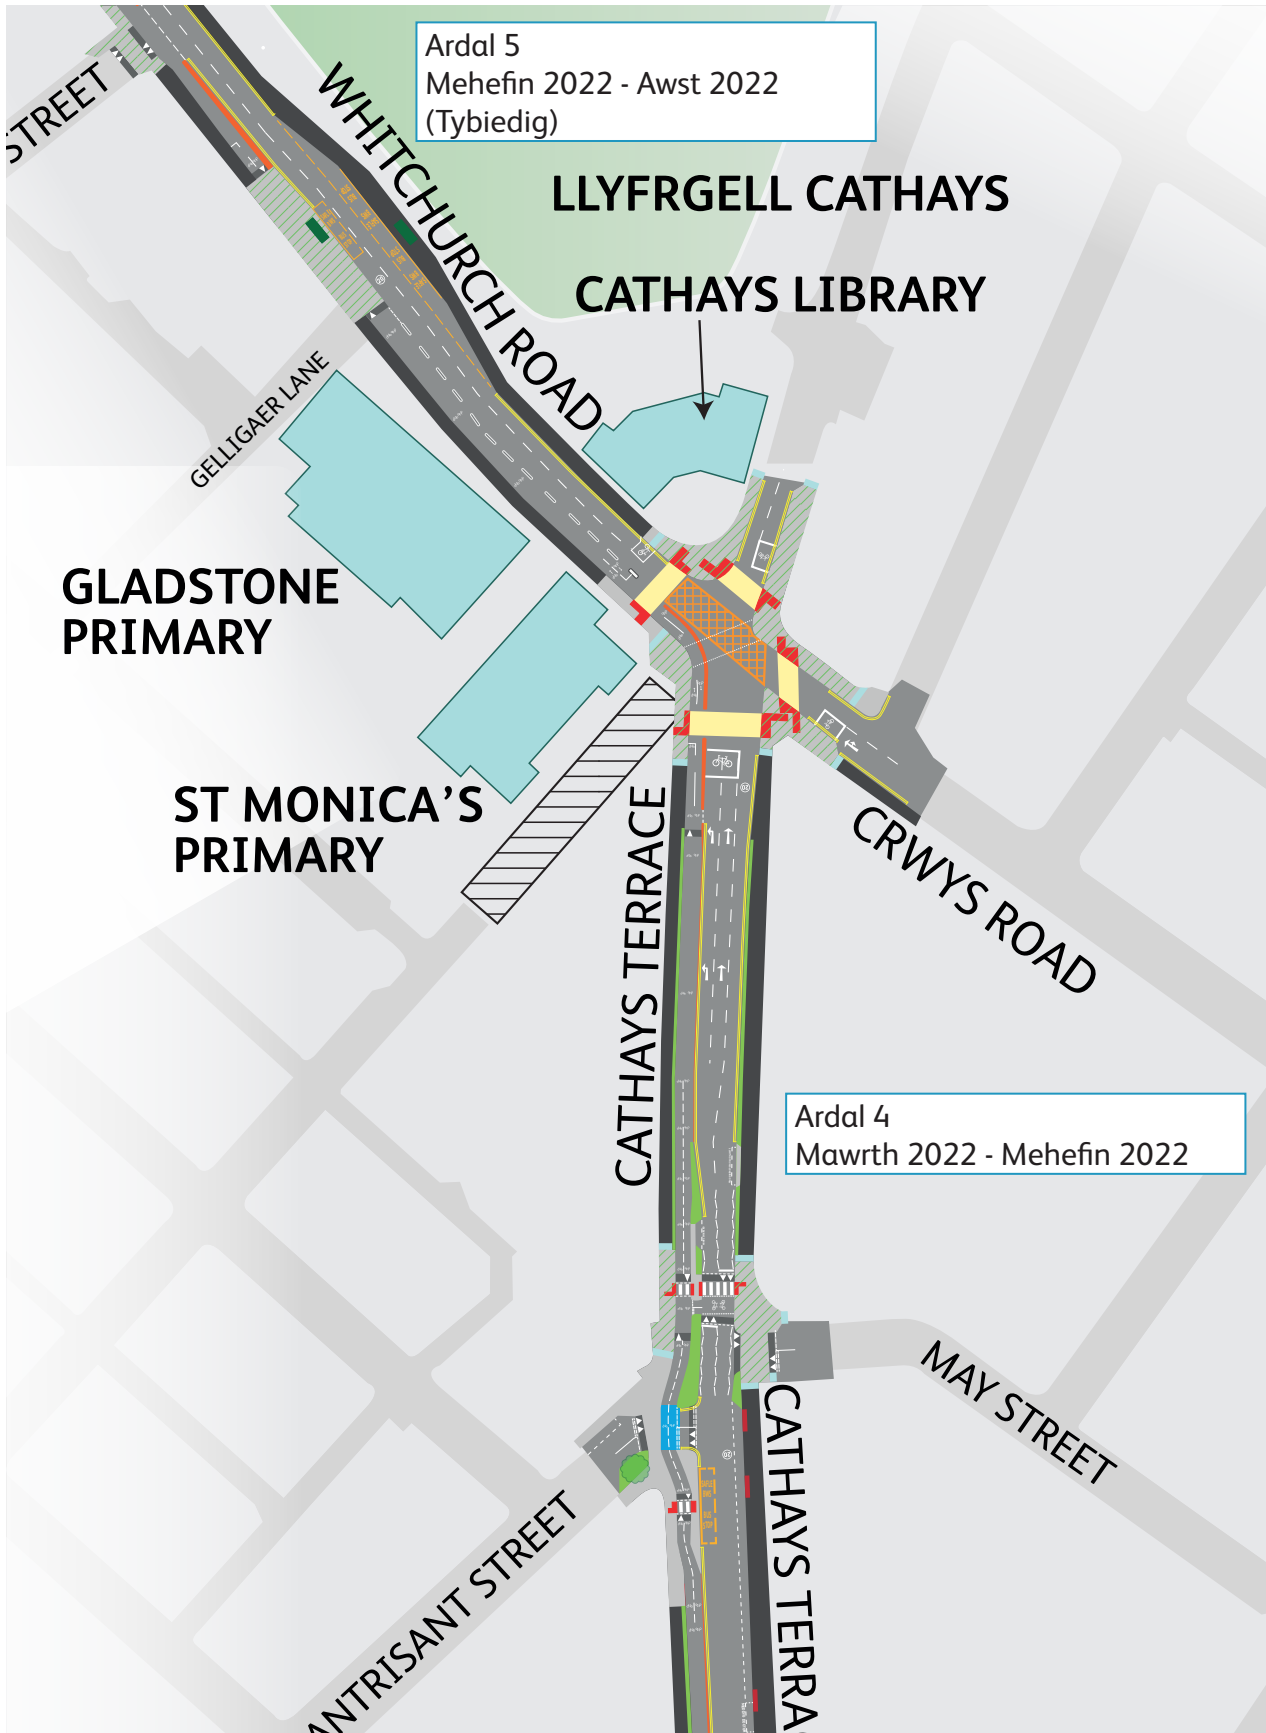 Ardal 5
Mehefin 2022 - Awst 2022
(Tybiedig)
STREET
WHITCHURCH ROAD
LLYFRGELL CATHAYS
CATHAYS LIBRARY
GELLIGAER LANE
GLADSTONE
PRIMARY
ST MONICA'S
PRIMARY
CATHAYS TERRACE
CRWYS ROAD
Ardal 4
Mawrth 2022 - Mehefin 2022
MAY STREET
CATHAYS TERRA
ANTRISANT STREET